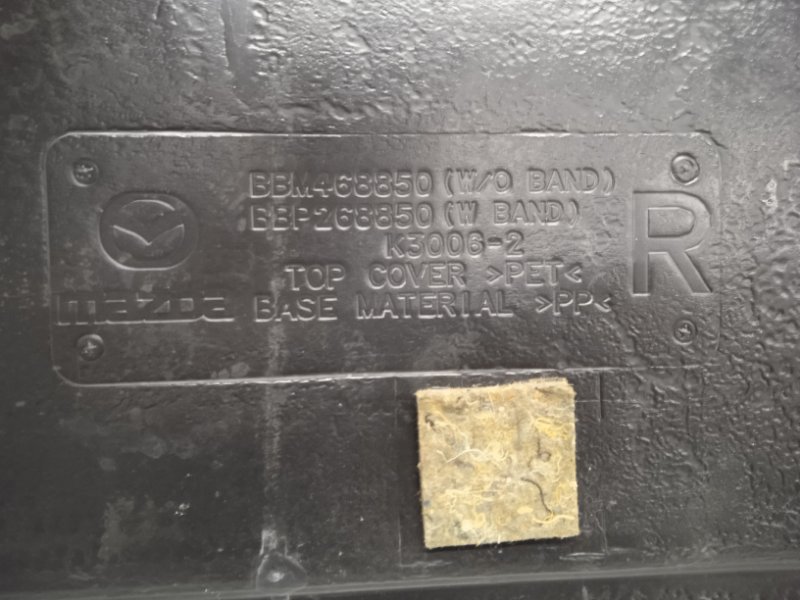 BBM468850 (W/O BAND)
BBP268850 (W BAND)
K3006-2
TOP COVER >PET<
mazda BASE MATERIAL >PP<
R